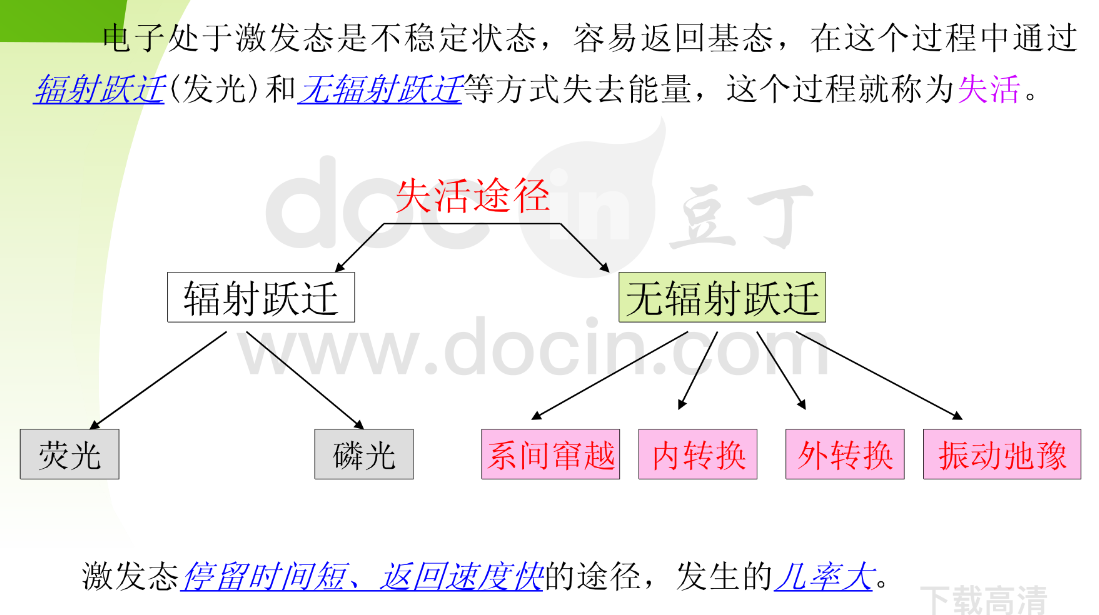 电子处于激发态是不稳定状态，容易返回基态，在这个过程中通过
辐射跃迁(发光)和无辐射跃迁等方式失去能量，这个过程就称为失活。
docin 豆丁
失活途径
辐射跃迁
无辐射跃迁
www.docin.com
荧光
磷光
系间窜越
内转换
外转换
振动弛豫
激发态停留时间短、返回速度快的途径，发生的几率大。
下载高清